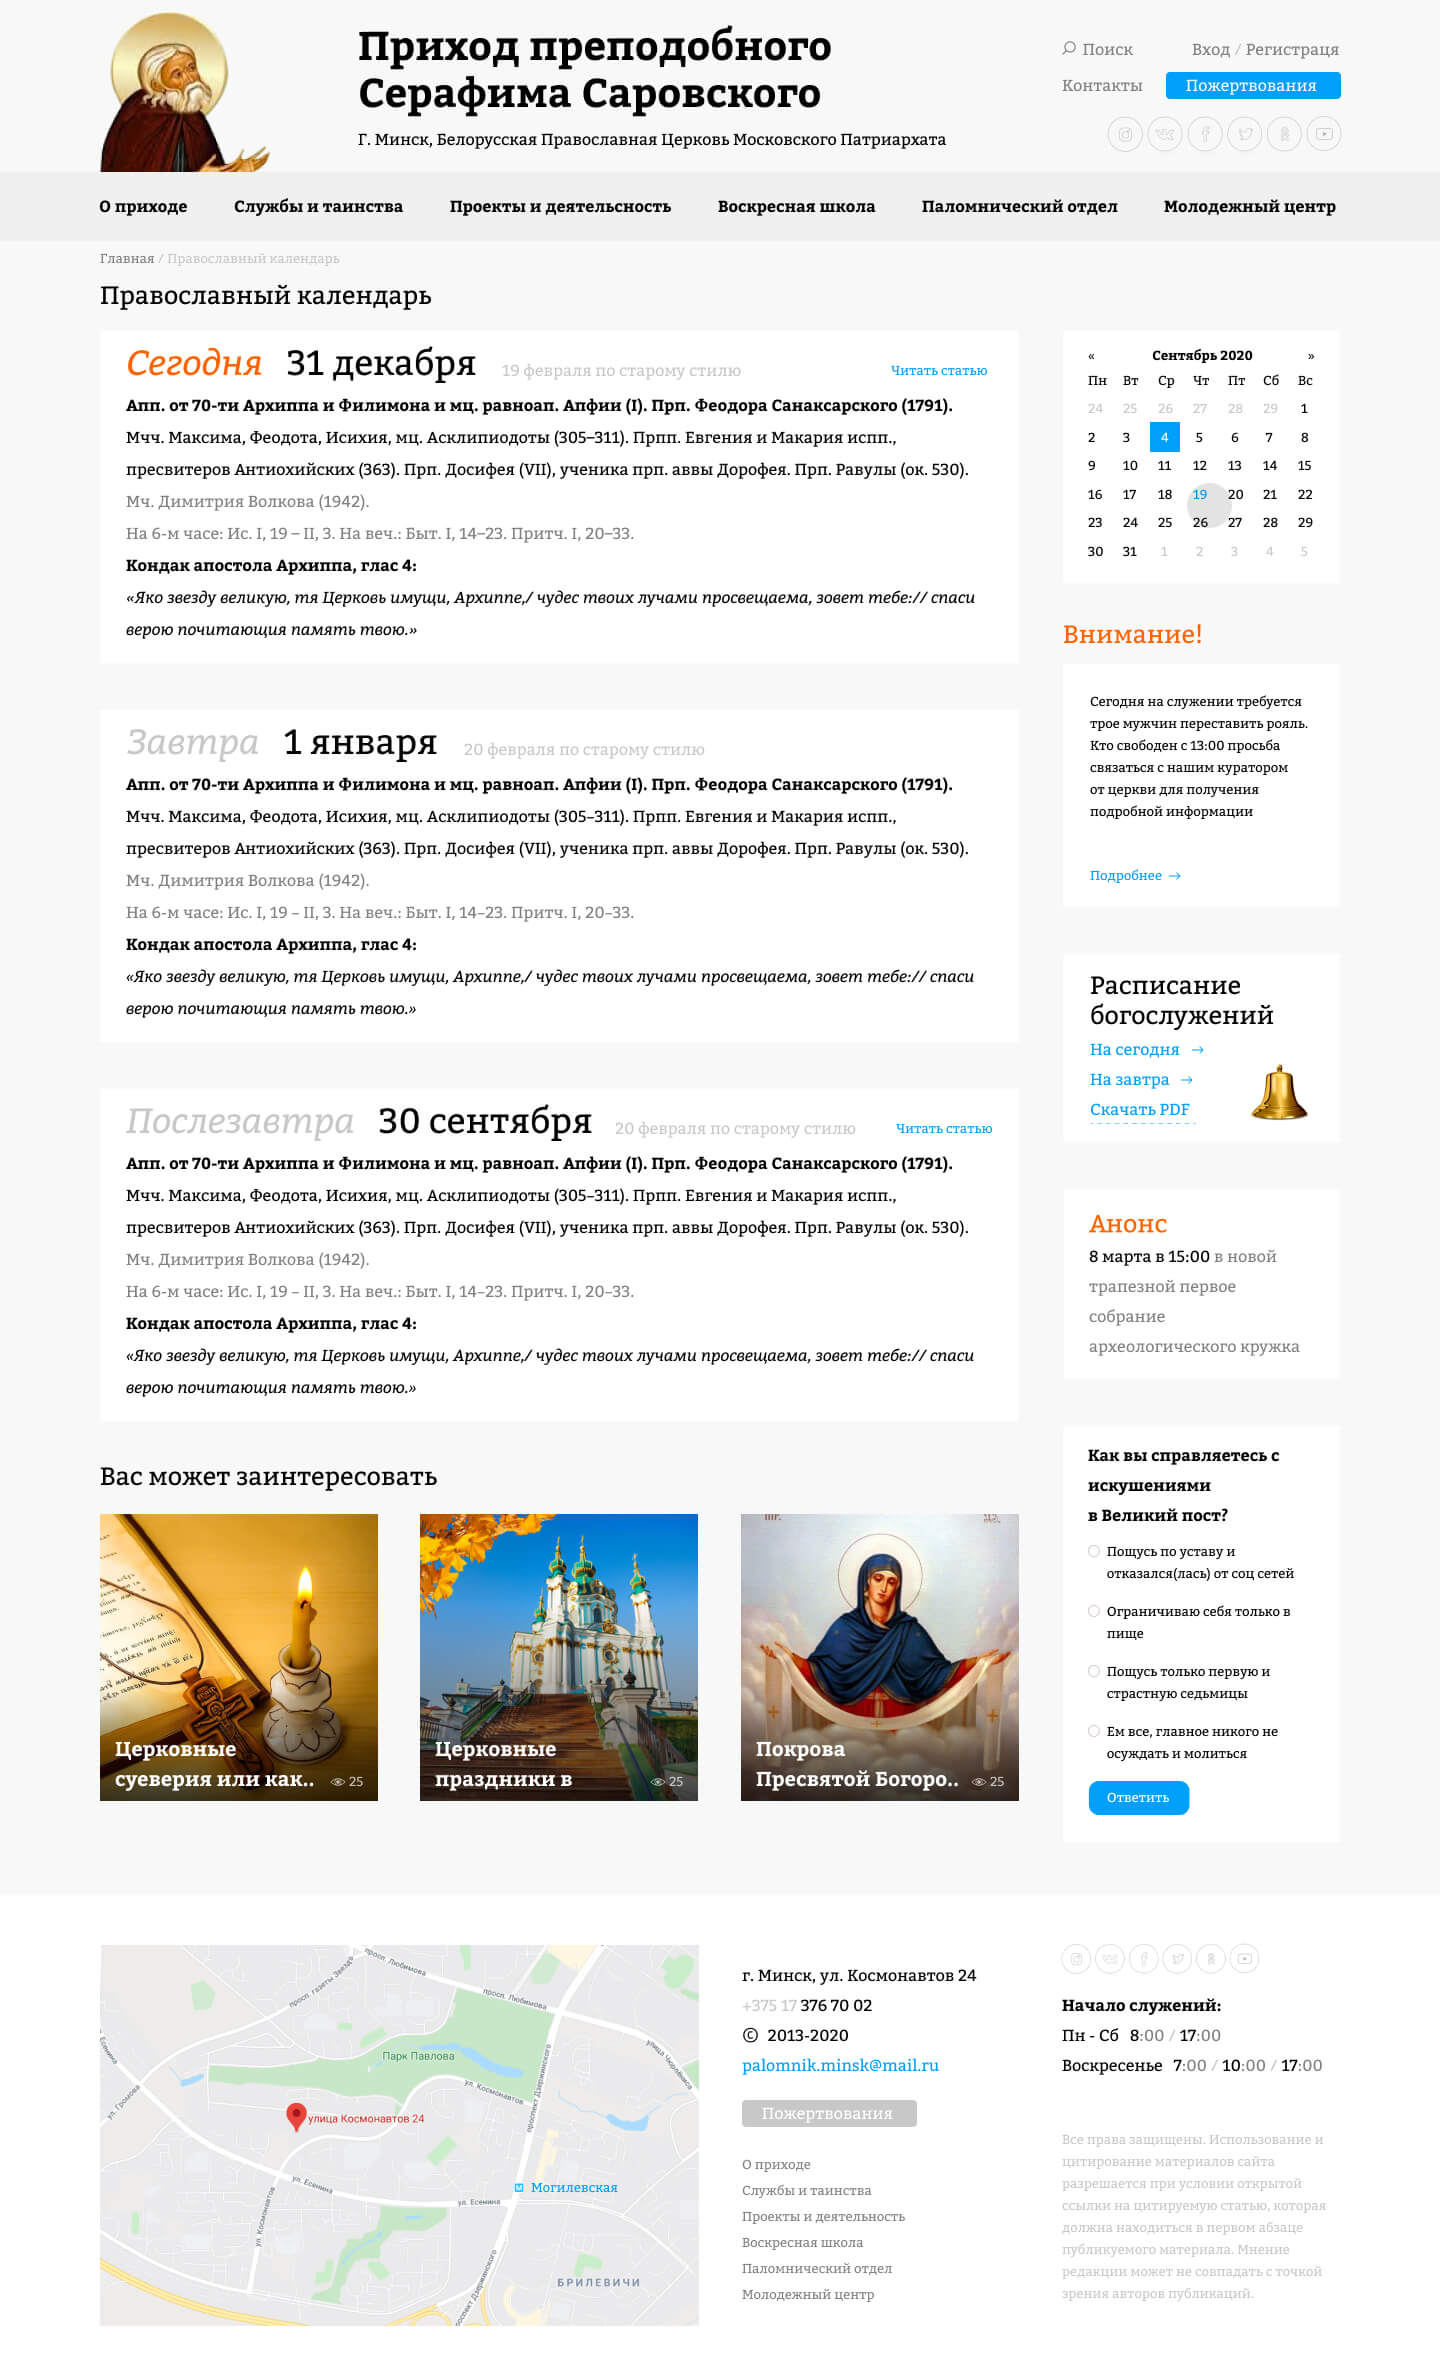 Приход преподобного
Серафима Саровского
Г. Минск, Белорусская Православная Церковь Московского Патриархата
Поиск
Вход / Регистраця
Контакты
Пожертвования
О приходе
Службы и таинства
Проекты и деятельсность
Воскресная школа
Паломнический отдел
Молодежный центр
Главная / Православный календарь
Православный календарь
Сегодня 31 декабря 19 февраля по старому стилю Читать статью
Апп. от 70-ти Архиппа и Филимона и мц. равноап. Апфии (I). Прп. Феодора Санаксарского (1791).
Мчч. Максима, Феодота, Исихия, мц. Асклипиодоты (305–311). Прпп. Евгения и Макария испп.,
пресвитеров Антиохийских (363). Прп. Досифея (VII), ученика прп. аввы Дорофея. Прп. Равулы (ок. 530).
Мч. Димитрия Волкова (1942).
На 6-м часе: Ис. I, 19 – II, 3. На веч.: Быт. I, 14–23. Притч. I, 20–33.
Кондак апостола Архиппа, глас 4:
«Яко звезду великую, тя Церковь имущи, Архиппе,/ чудес твоих лучами просвещаема, зовет тебе:// спаси
верою почитающия память твою.»
Завтра 1 января 20 февраля по старому стилю
Апп. от 70-ти Архиппа и Филимона и мц. равноап. Апфии (I). Прп. Феодора Санаксарского (1791).
Мчч. Максима, Феодота, Исихия, мц. Асклипиодоты (305–311). Прпп. Евгения и Макария испп.,
пресвитеров Антиохийских (363). Прп. Досифея (VII), ученика прп. аввы Дорофея. Прп. Равулы (ок. 530).
Мч. Димитрия Волкова (1942).
На 6-м часе: Ис. I, 19 – II, 3. На веч.: Быт. I, 14–23. Притч. I, 20–33.
Кондак апостола Архиппа, глас 4:
«Яко звезду великую, тя Церковь имущи, Архиппе,/ чудес твоих лучами просвещаема, зовет тебе:// спаси
верою почитающия память твою.»
Послезавтра 30 сентября 20 февраля по старому стилю Читать статью
Апп. от 70-ти Архиппа и Филимона и мц. равноап. Апфии (I). Прп. Феодора Санаксарского (1791).
Мчч. Максима, Феодота, Исихия, мц. Асклипиодоты (305–311). Прпп. Евгения и Макария испп.,
пресвитеров Антиохийских (363). Прп. Досифея (VII), ученика прп. аввы Дорофея. Прп. Равулы (ок. 530).
Мч. Димитрия Волкова (1942).
На 6-м часе: Ис. I, 19 – II, 3. На веч.: Быт. I, 14–23. Притч. I, 20–33.
Кондак апостола Архиппа, глас 4:
«Яко звезду великую, тя Церковь имущи, Архиппе,/ чудес твоих лучами просвещаема, зовет тебе:// спаси
верою почитающия память твою.»
Вас может заинтересовать
Церковные
суеверия или как.. 25
Церковные
праздники в 25
Покрова
Пресвятой Богоро.. 25
« Сентябрь 2020 »
Пн Вт Ср Чт Пт Сб Вс
24 25 26 27 28 29 1
2 3 4 5 6 7 8
9 10 11 12 13 14 15
16 17 18 19 20 21 22
23 24 25 26 27 28 29
30 31 1 2 3 4 5
Внимание!
Сегодня на служении требуется
трое мужчин переставить рояль.
Кто свободен с 13:00 просьба
связаться с нашим куратором
от церкви для получения
подробной информации
Подробнее →
Расписание
богослужений
На сегодня →
На завтра →
Скачать PDF
Анонс
8 марта в 15:00 в новой
трапезной первое
собрание
археологического кружка
Как вы справляетесь с
искушениями
в Великий пост?
Пощусь по уставу и
отказался(лась) от соц сетей
Ограничиваю себя только в
пище
Пощусь только первую и
страстную седьмицы
Ем все, главное никого не
осуждать и молиться
Ответить
просп. газеты Звезда
просп. Любимова
просп. Любимова
ул. Есенина
ул. Громова
Парк Павлова
ул. Космонавтов
проспект Дзержинского
улица Чюрлёниса
улица Космонавтов 24
ул. Есенина
ул. Есенина
ул. Космонавтов
М Могилевская
проспект Дзержинского
БРИЛЕВИЧИ
г. Минск, ул. Космонавтов 24
+375 17 376 70 02
© 2013-2020
palomnik.minsk@mail.ru
Пожертвования
О приходе
Службы и таинства
Проекты и деятельность
Воскресная школа
Паломнический отдел
Молодежный центр
Начало служений:
Пн - Сб 8:00 / 17:00
Воскресенье 7:00 / 10:00 / 17:00
Все права защищены. Использование и
цитирование материалов сайта
разрешается при условии открытой
ссылки на цитируемую статью, которая
должна находиться в первом абзаце
публикуемого материала. Мнение
редакции может не совпадать с точкой
зрения авторов публикаций.